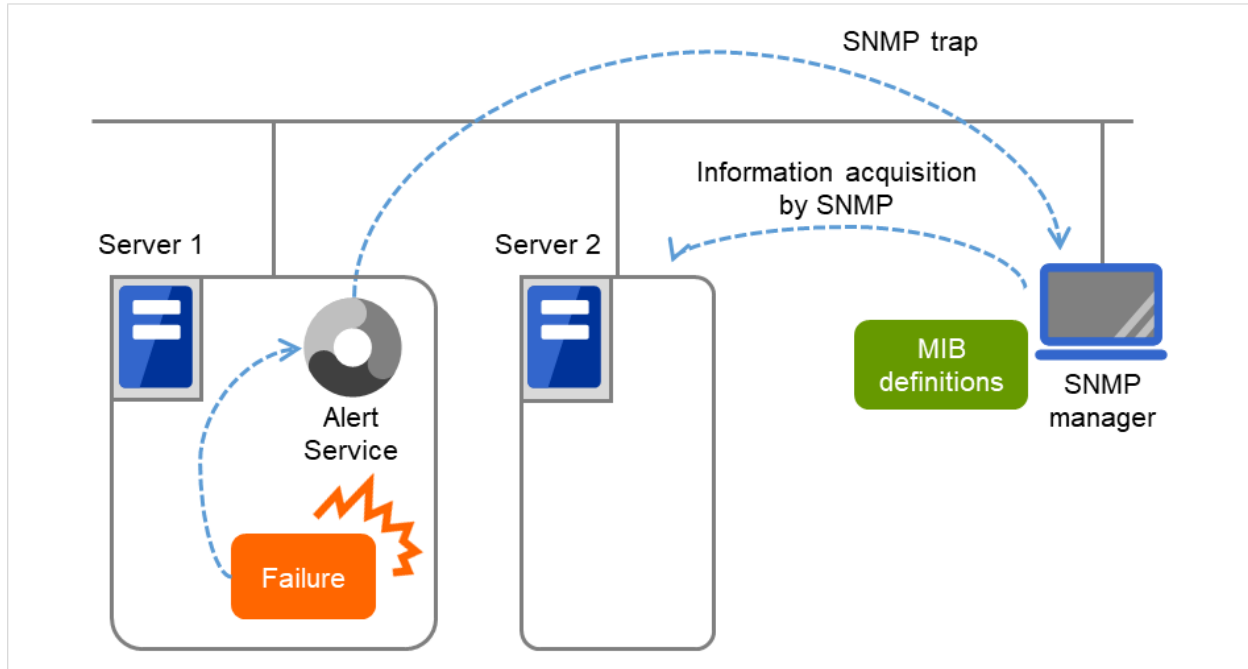 SNMP trap
Information acquisition
by SNMP
Server 1
Server 2
Alert
Service
MIB
definitions
SNMP
manager
Failure